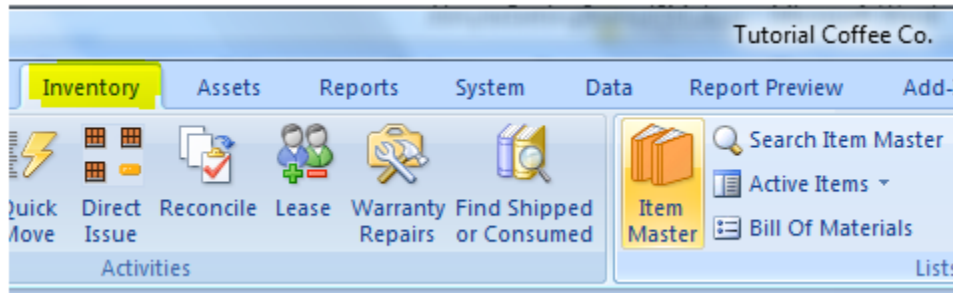 Tutorial Coffee Co.
Inventory Assets Reports System Data Report Preview Add-
Quick Move
Direct Issue
Reconcile
Lease
Warranty Repairs
Find Shipped or Consumed
Item Master
Search Item Master
Active Items
Bill Of Materials
Activities
Lists